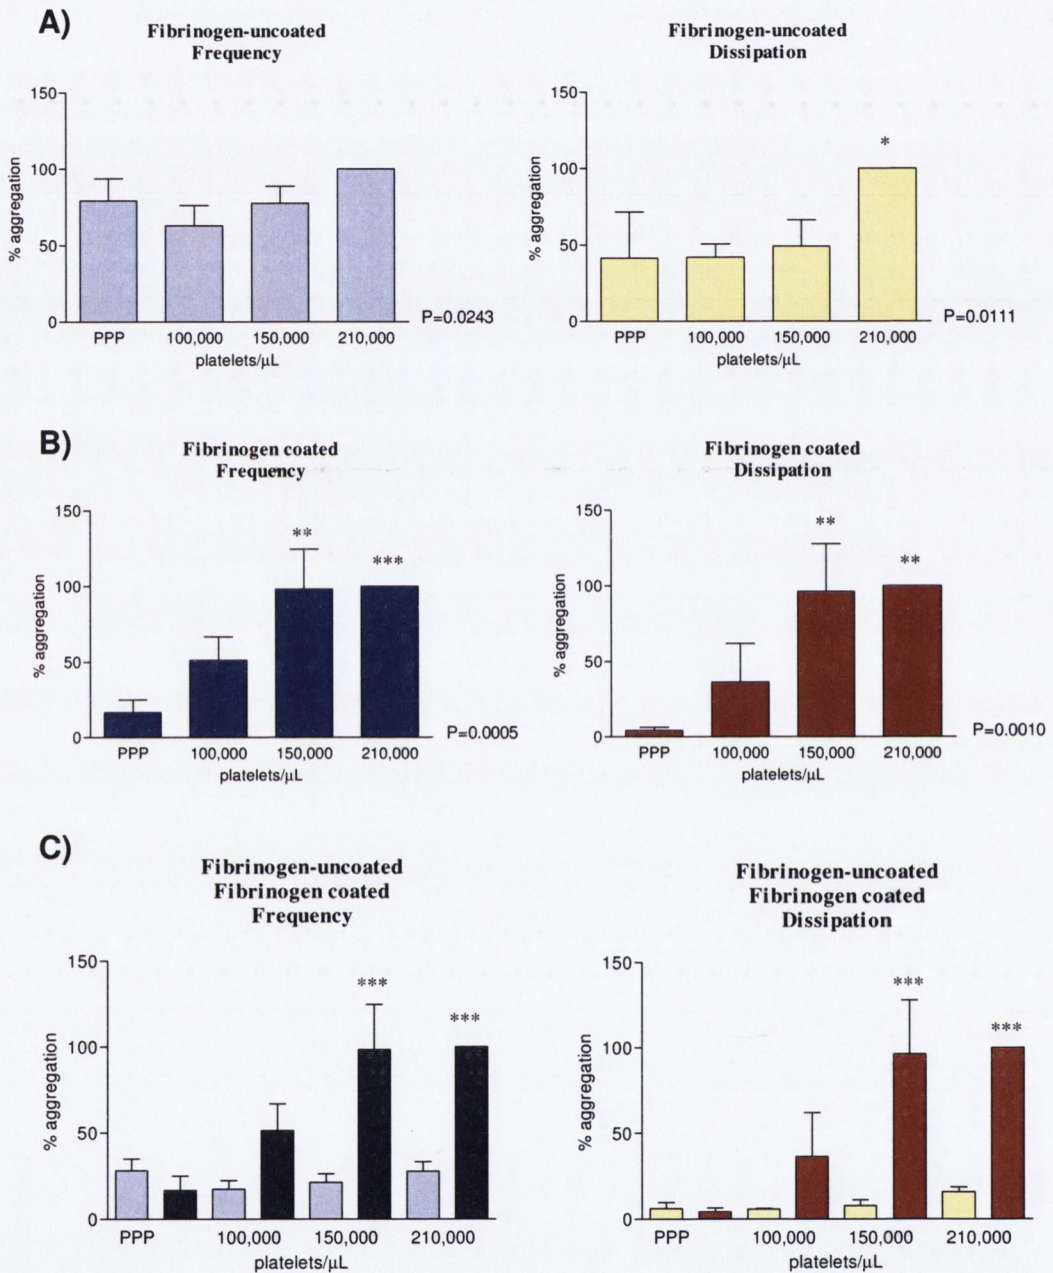 A)
Fibrinogen-uncoated
Frequency
150
100
50
0
% aggregation
PPP 100,000 150,000 210,000
platelets/µL
P=0.0243
Fibrinogen-uncoated
Dissipation
150
100
50
0
% aggregation
*
PPP 100,000 150,000 210,000
platelets/µL
P=0.0111
B)
Fibrinogen coated
Frequency
150
100
50
0
% aggregation
** ***
PPP 100,000 150,000 210,000
platelets/µL
P=0.0005
Fibrinogen coated
Dissipation
150
100
50
0
% aggregation
** **
PPP 100,000 150,000 210,000
platelets/µL
P=0.0010
C)
Fibrinogen-uncoated
Fibrinogen coated
Frequency
150
100
50
0
% aggregation
*** ***
PPP 100,000 150,000 210,000
platelets/µL
Fibrinogen-uncoated
Fibrinogen coated
Dissipation
150
100
50
0
% aggregation
*** ***
PPP 100,000 150,000 210,000
platelets/µL